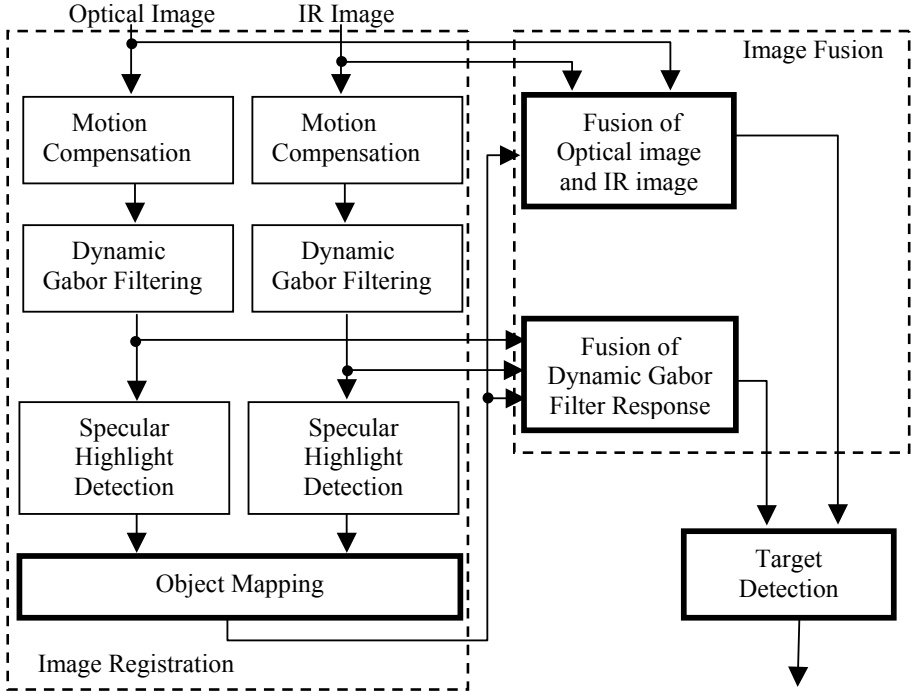 Optical Image
IR Image
Image Fusion
Motion
Compensation
Motion
Compensation
Fusion of
Optical image
and IR image
Dynamic
Gabor Filtering
Dynamic
Gabor Filtering
Fusion of
Dynamic Gabor
Filter Response
Specular
Highlight
Detection
Specular
Highlight
Detection
Object Mapping
Target
Detection
Image Registration